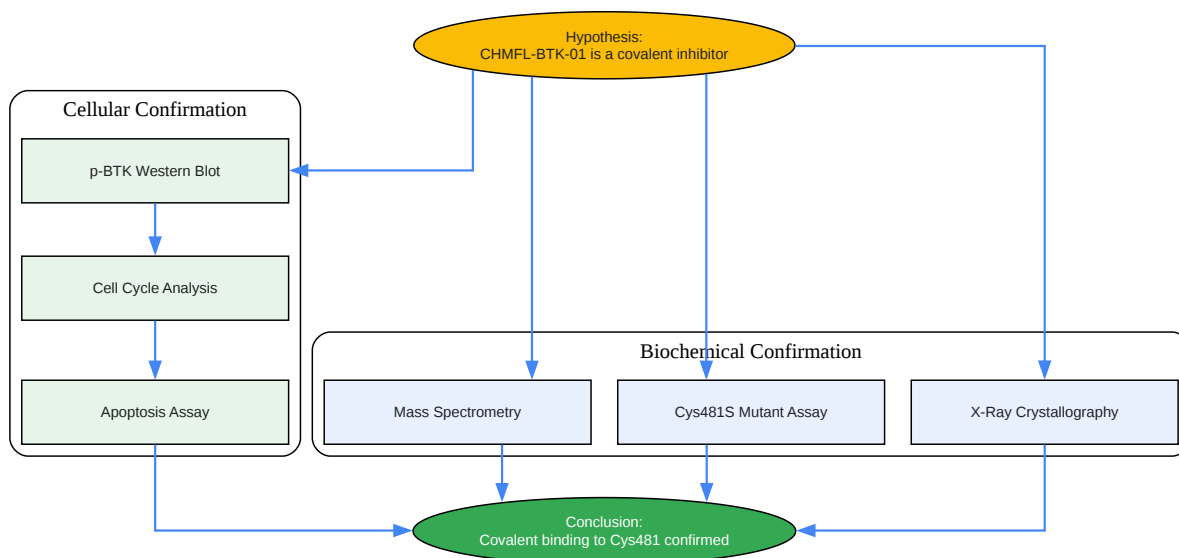 Hypothesis:
CHMFL-BTK-01 is a covalent inhibitor
Cellular Confirmation
p-BTK Western Blot
Cell Cycle Analysis
Apoptosis Assay
Biochemical Confirmation
Mass Spectrometry
Cys481S Mutant Assay
X-Ray Crystallography
Conclusion:
Covalent binding to Cys481 confirmed